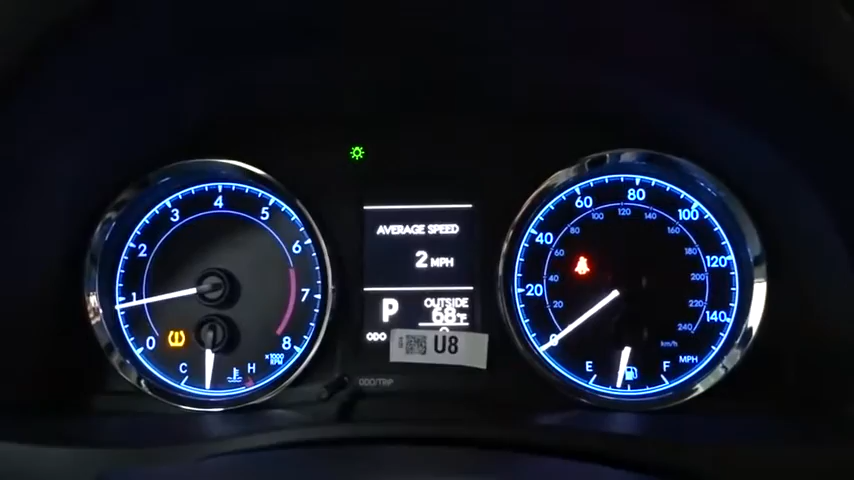 0
1
2
3
4
5
6
7
8
×1000
RPM
C
H
AVERAGE SPEED
2 MPH
P
OUTSIDE
68°F
ODO
U8
ODO/TRIP
0
20
40
60
80
100
120
140
MPH
20
40
60
80
100
120
140
160
180
200
220
240
km/h
E
F